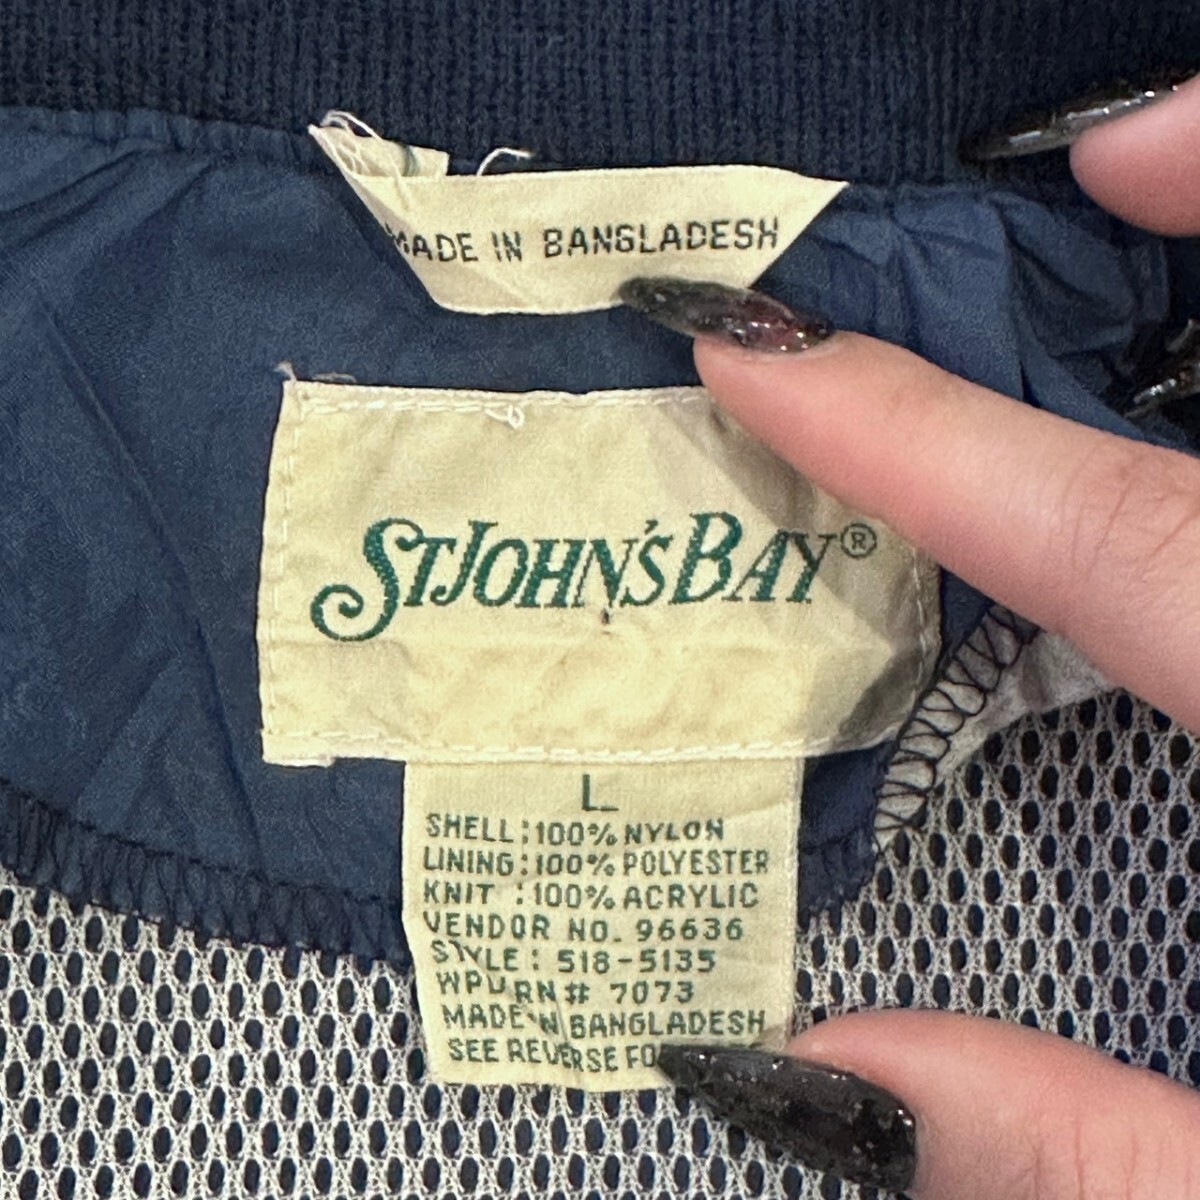 MADE IN BANGLADESH
ST JOHN'S BAY®
L
SHELL:100% NYLON
LINING:100% POLYESTER
KNIT :100% ACRYLIC
VENDOR NO. 96636
STYLE: 518-5135
WPL/RN# 7073
MADE IN BANGLADESH
SEE REVERSE FO